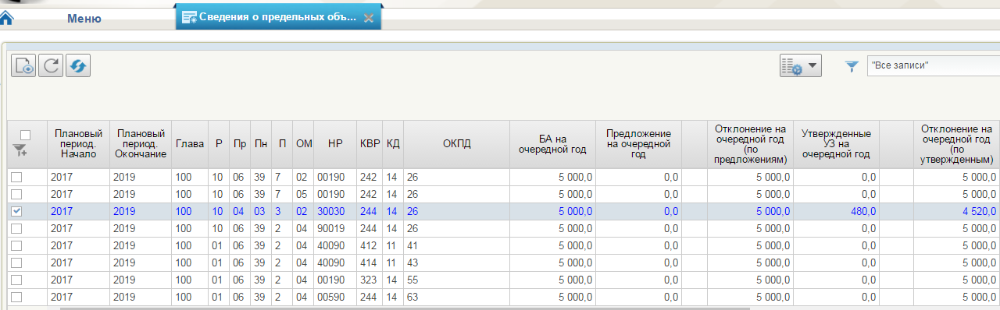 Меню
Сведения о предельных объ...
"Все записи"
Плановый период. Начало
Плановый период. Окончание
Глава
Р
Пр
Пн
П
ОМ
НР
КВР
КД
ОКПД
БА на очередной год
Предложение на очередной год
Отклонение на очередной год (по предложениям)
Утвержденные УЗ на очередной год
Отклонение на очередной год (по утвержденным)
2017 2019 100 10 06 39 7 02 00190 242 14 26 5 000,0 0,0 5 000,0 0,0 5 000,0
2017 2019 100 10 06 39 7 05 00190 242 14 26 5 000,0 0,0 5 000,0 0,0 5 000,0
2017 2019 100 10 04 03 3 02 30030 244 14 26 5 000,0 0,0 5 000,0 480,0 4 520,0
2017 2019 100 10 06 39 2 04 90019 244 14 26 5 000,0 0,0 5 000,0 0,0 5 000,0
2017 2019 100 01 06 39 2 04 40090 412 11 41 5 000,0 0,0 5 000,0 0,0 5 000,0
2017 2019 100 01 06 39 2 04 40090 414 11 43 5 000,0 0,0 5 000,0 0,0 5 000,0
2017 2019 100 01 06 39 2 04 00190 323 14 55 5 000,0 0,0 5 000,0 0,0 5 000,0
2017 2019 100 01 06 39 2 04 00590 244 14 63 5 000,0 0,0 5 000,0 0,0 5 000,0